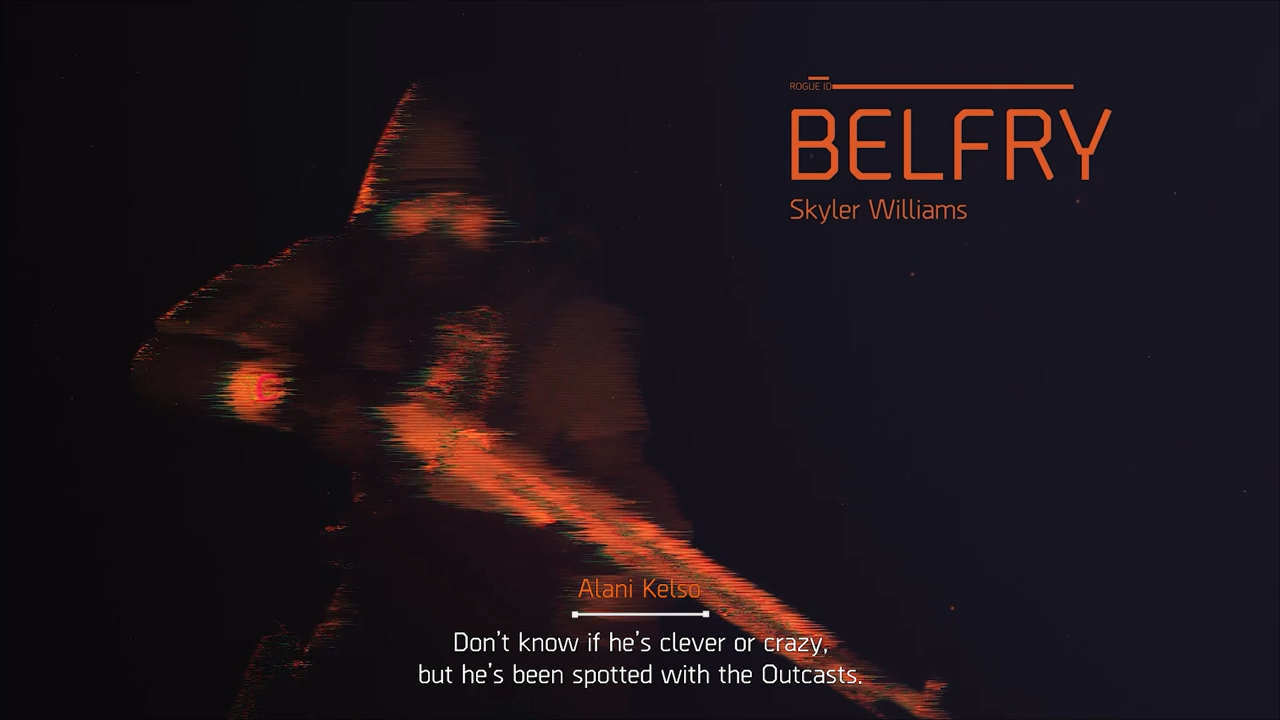 ROGUE ID
BELFRY
Skyler Williams
Alani Kelso
Don't know if he's clever or crazy,
but he's been spotted with the Outcasts.